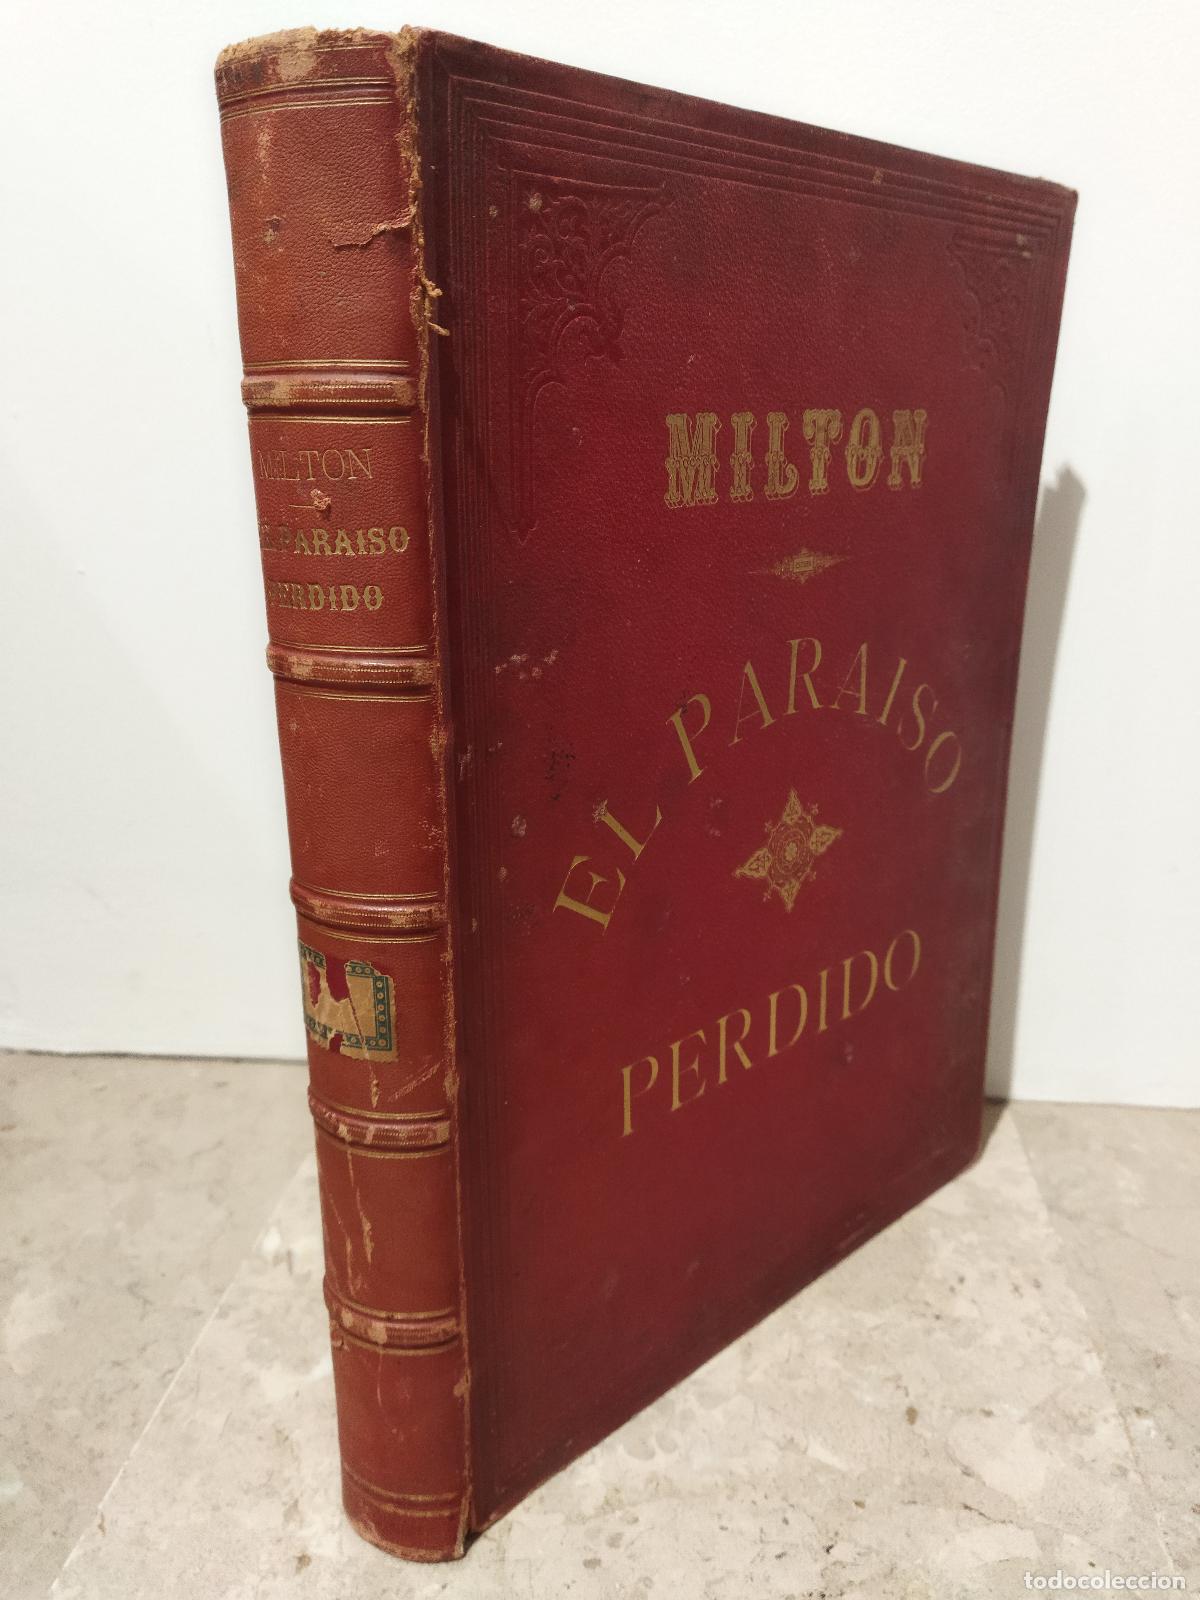 MILTON
EL PARAISO
PERDIDO
MILTON
EL PARAISO
PERDIDO
todocoleccion